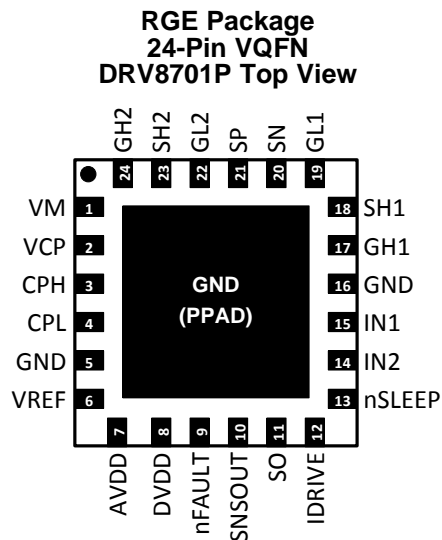 RGE Package
24-Pin VQFN
DRV8701P Top View
GH2
SH2
GL2
SP
SN
GL1
24
23
22
21
20
19
VM 1
VCP 2
CPH 3
CPL 4
GND 5
VREF 6
GND
(PPAD)
18 SH1
17 GH1
16 GND
15 IN1
14 IN2
13 nSLEEP
7
8
9
10
11
12
AVDD
DVDD
nFAULT
SNSOUT
SO
IDRIVE